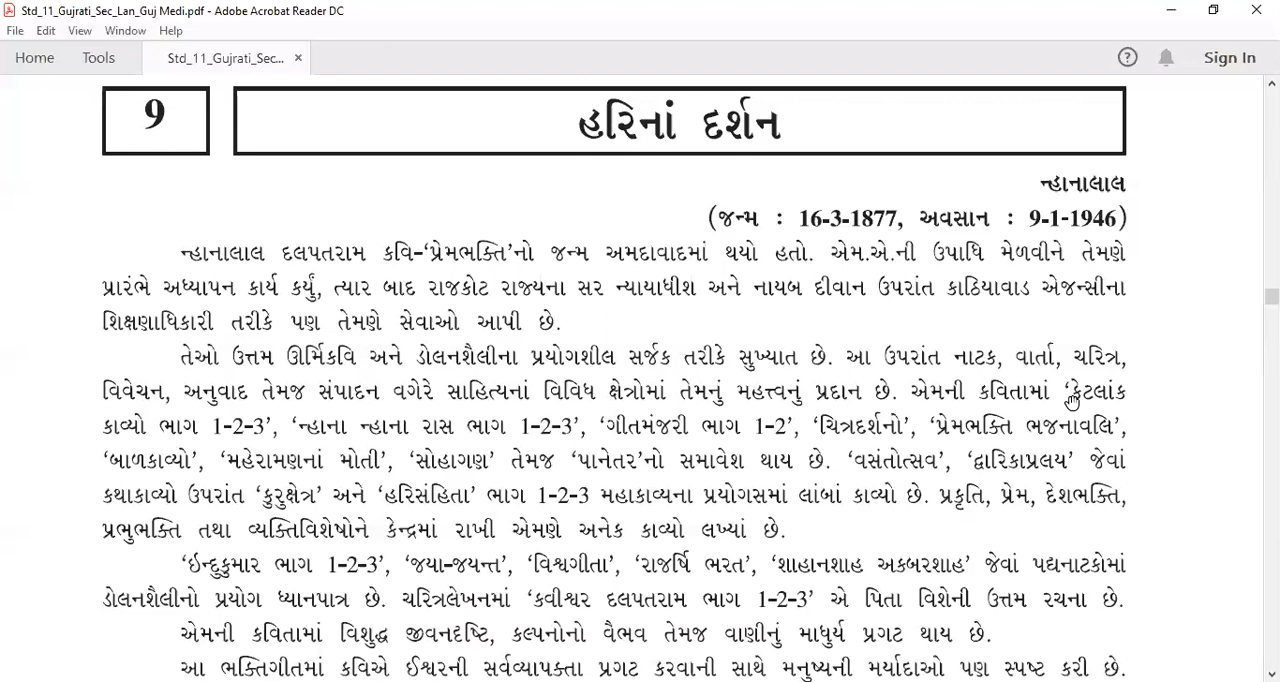 Std_11_Gujrati_Sec_Lan_Guj Medi.pdf - Adobe Acrobat Reader DC
File Edit View Window Help
Home Tools Std_11_Gujrati_Sec... × Sign In
9 હરિનાં દર્શન
ન્હાનાલાલ
(જન્મ : 16-3-1877, અવસાન : 9-1-1946)
ન્હાનાલાલ દલપતરામ કવિ-‘પ્રેમભક્તિ’નો જન્મ અમદાવાદમાં થયો હતો. એમ.એ.ની ઉપાધિ મેળવીને તેમણે
પ્રારંભે અધ્યાપન કાર્ય કર્યું, ત્યાર બાદ રાજકોટ રાજ્યના સર ન્યાયાધીશ અને નાયબ દીવાન ઉપરાંત કાઠિયાવાડ એજન્સીના
શિક્ષણાધિકારી તરીકે પણ તેમણે સેવાઓ આપી છે.
તેઓ ઉત્તમ ઊર્મિકવિ અને ડોલનશૈલીના પ્રયોગશીલ સર્જક તરીકે સુખ્યાત છે. આ ઉપરાંત નાટક, વાર્તા, ચરિત્ર,
વિવેચન, અનુવાદ તેમજ સંપાદન વગેરે સાહિત્યનાં વિવિધ ક્ષેત્રોમાં તેમનું મહત્ત્વનું પ્રદાન છે. એમની કવિતામાં ‘કેટલાંક
કાવ્યો ભાગ 1-2-3’, ‘ન્હાના ન્હાના રાસ ભાગ 1-2-3’, ‘ગીતમંજરી ભાગ 1-2’, ‘ચિત્રદર્શનો’, ‘પ્રેમભક્તિ ભજનાવલિ’,
‘બાળકાવ્યો’, ‘મહેરામણનાં મોતી’, ‘સોહાગણ’ તેમજ ‘પાનેતર’નો સમાવેશ થાય છે. ‘વસંતોત્સવ’, ‘દ્વારિકાપ્રલય’ જેવાં
કથાકાવ્યો ઉપરાંત ‘કુરુક્ષેત્ર’ અને ‘હરિસંહિતા’ ભાગ 1-2-3 મહાકાવ્યના પ્રયોગસમાં લાંબાં કાવ્યો છે. પ્રકૃતિ, પ્રેમ, દેશભક્તિ,
પ્રભુભક્તિ તથા વ્યક્તિવિશેષોને કેન્દ્રમાં રાખી એમણે અનેક કાવ્યો લખ્યાં છે.
‘ઇન્દુકુમાર ભાગ 1-2-3’, ‘જયા-જયન્ત’, ‘વિશ્વગીતા’, ‘રાજર્ષિ ભરત’, ‘શાહાનશાહ અકબરશાહ’ જેવાં પદ્યનાટકોમાં
ડોલનશૈલીનો પ્રયોગ ધ્યાનપાત્ર છે. ચરિત્રલેખનમાં ‘કવીશ્વર દલપતરામ ભાગ 1-2-3’ એ પિતા વિશેની ઉત્તમ રચના છે.
એમની કવિતામાં વિશુદ્ધ જીવનદૃષ્ટિ, કલ્પનોનો વૈભવ તેમજ વાણીનું માધુર્ય પ્રગટ થાય છે.
આ ભક્તિગીતમાં કવિએ ઈશ્વરની સર્વવ્યાપક્તા પ્રગટ કરવાની સાથે મનુષ્યની મર્યાદાઓ પણ સ્પષ્ટ કરી છે.